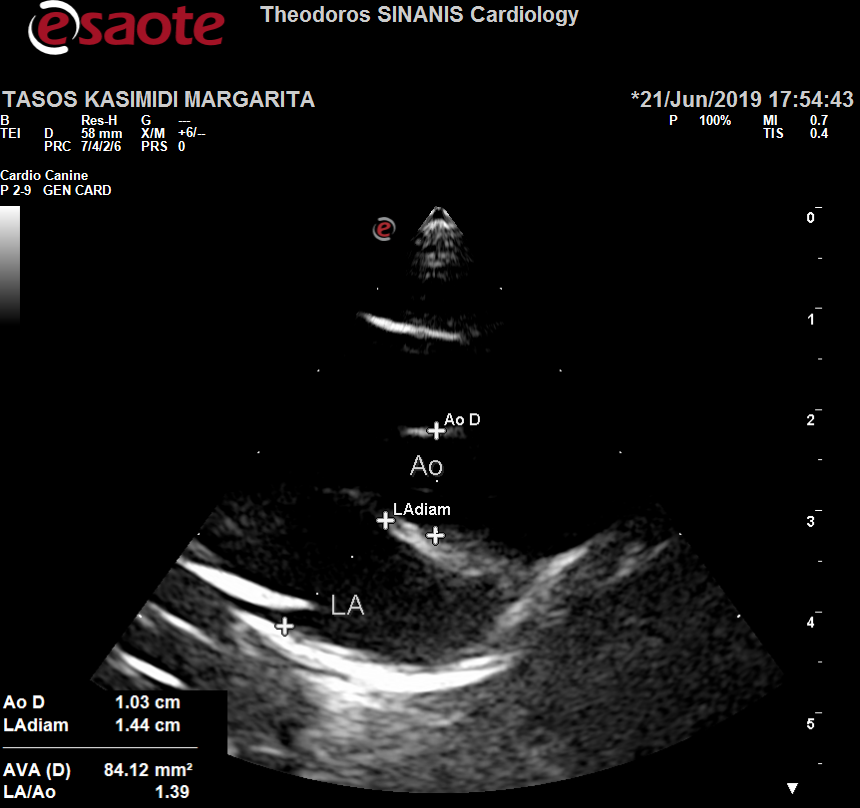 esaote
Theodoros SINANIS Cardiology
TASOS KASIMIDI MARGARITA
*21/Jun/2019 17:54:43
B Res-H G ---
TEI D 58 mm X/M +6/--
PRC 7/4/2/6 PRS 0
P 100% MI 0.7
TIS 0.4
Cardio Canine
P 2-9 GEN CARD
e
0
1
2
Ao D
Ao
LAdiam
3
LA
4
5
Ao D 1.03 cm
LAdiam 1.44 cm
AVA (D) 84.12 mm²
LA/Ao 1.39